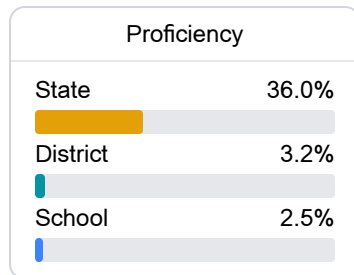 Proficiency
State 36.0%
District 3.2%
School 2.5%